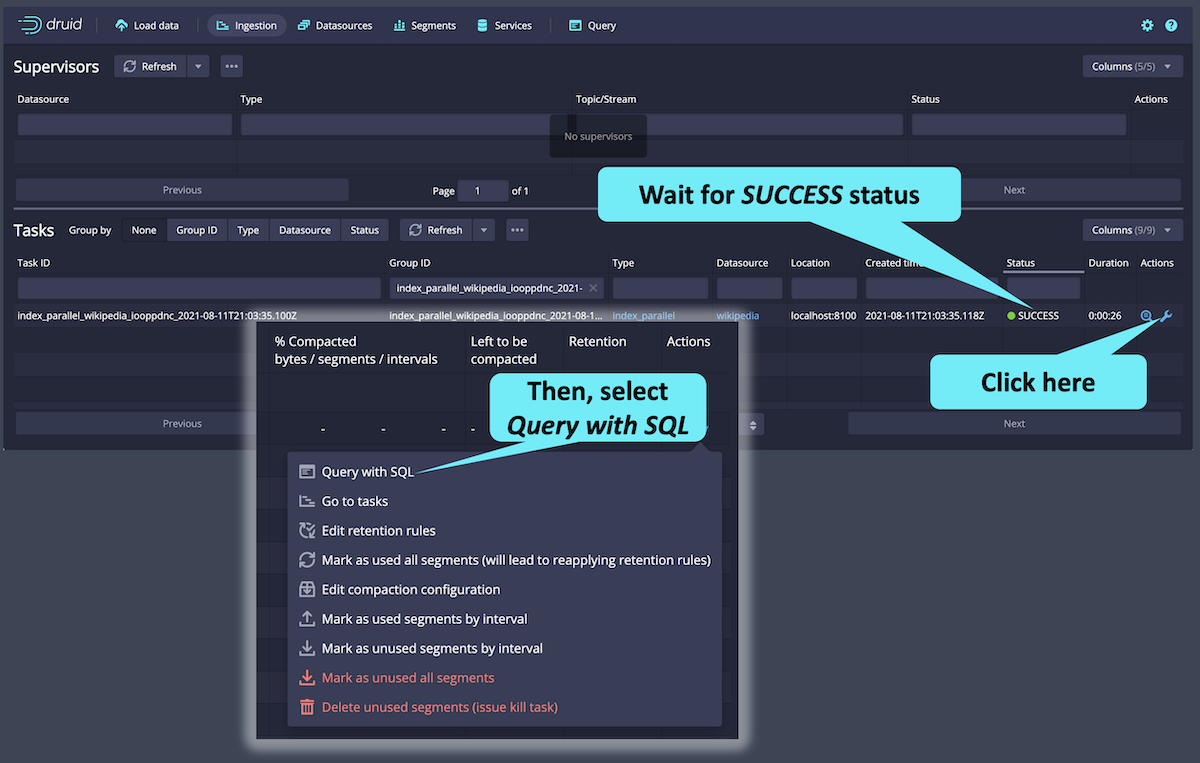 druid
Load data
Ingestion
Datasources
Segments
Services
Query
Supervisors
Refresh
Columns (5/5)
Datasource
Type
Topic/Stream
Status
Actions
No supervisors
Previous
Page
1
of 1
Next
Wait for SUCCESS status
Tasks
Group by
None
Group ID
Type
Datasource
Status
Refresh
Columns (9/9)
Task ID
Group ID
Type
Datasource
Location
Created time
Status
Duration
Actions
index_parallel_wikipedia_iooppdnc_2021-
index_parallel_wikipedia_iooppdnc_2021-08-11T21:03:35.100Z
index_parallel_wikipedia_iooppdnc_2021-08-1...
index_parallel
wikipedia
localhost:8100
2021-08-11T21:03:35.118Z
SUCCESS
0:00:26
Click here
Previous
Next
% Compacted
bytes / segments / intervals
Left to be
compacted
Retention
Actions
- - - -
Then, select
Query with SQL
Query with SQL
Go to tasks
Edit retention rules
Mark as used all segments (will lead to reapplying retention rules)
Edit compaction configuration
Mark as used segments by interval
Mark as unused segments by interval
Mark as unused all segments
Delete unused segments (issue kill task)